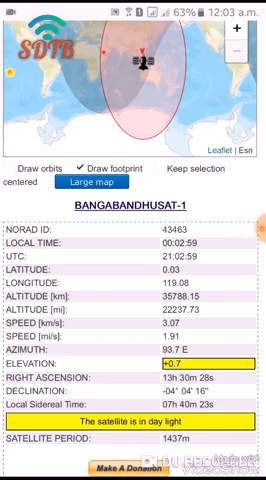 63% 12:03 a.m.
SDTB
+
−
Leaflet | Esri
Draw orbits ✓ Draw footprint Keep selection
centered Large map
BANGABANDHUSAT-1
NORAD ID: 43463
LOCAL TIME: 00:02:59
UTC: 21:02:59
LATITUDE: 0.03
LONGITUDE: 119.08
ALTITUDE [km]: 35788.15
ALTITUDE [mi]: 22237.73
SPEED [km/s]: 3.07
SPEED [mi/s]: 1.91
AZIMUTH: 93.7 E
ELEVATION: +0.7
RIGHT ASCENSION: 13h 30m 28s
DECLINATION: -04° 04' 16''
Local Sidereal Time: 07h 40m 23s
The satellite is in day light
SATELLITE PERIOD: 1437m
DU RECORDER
Make A Donation